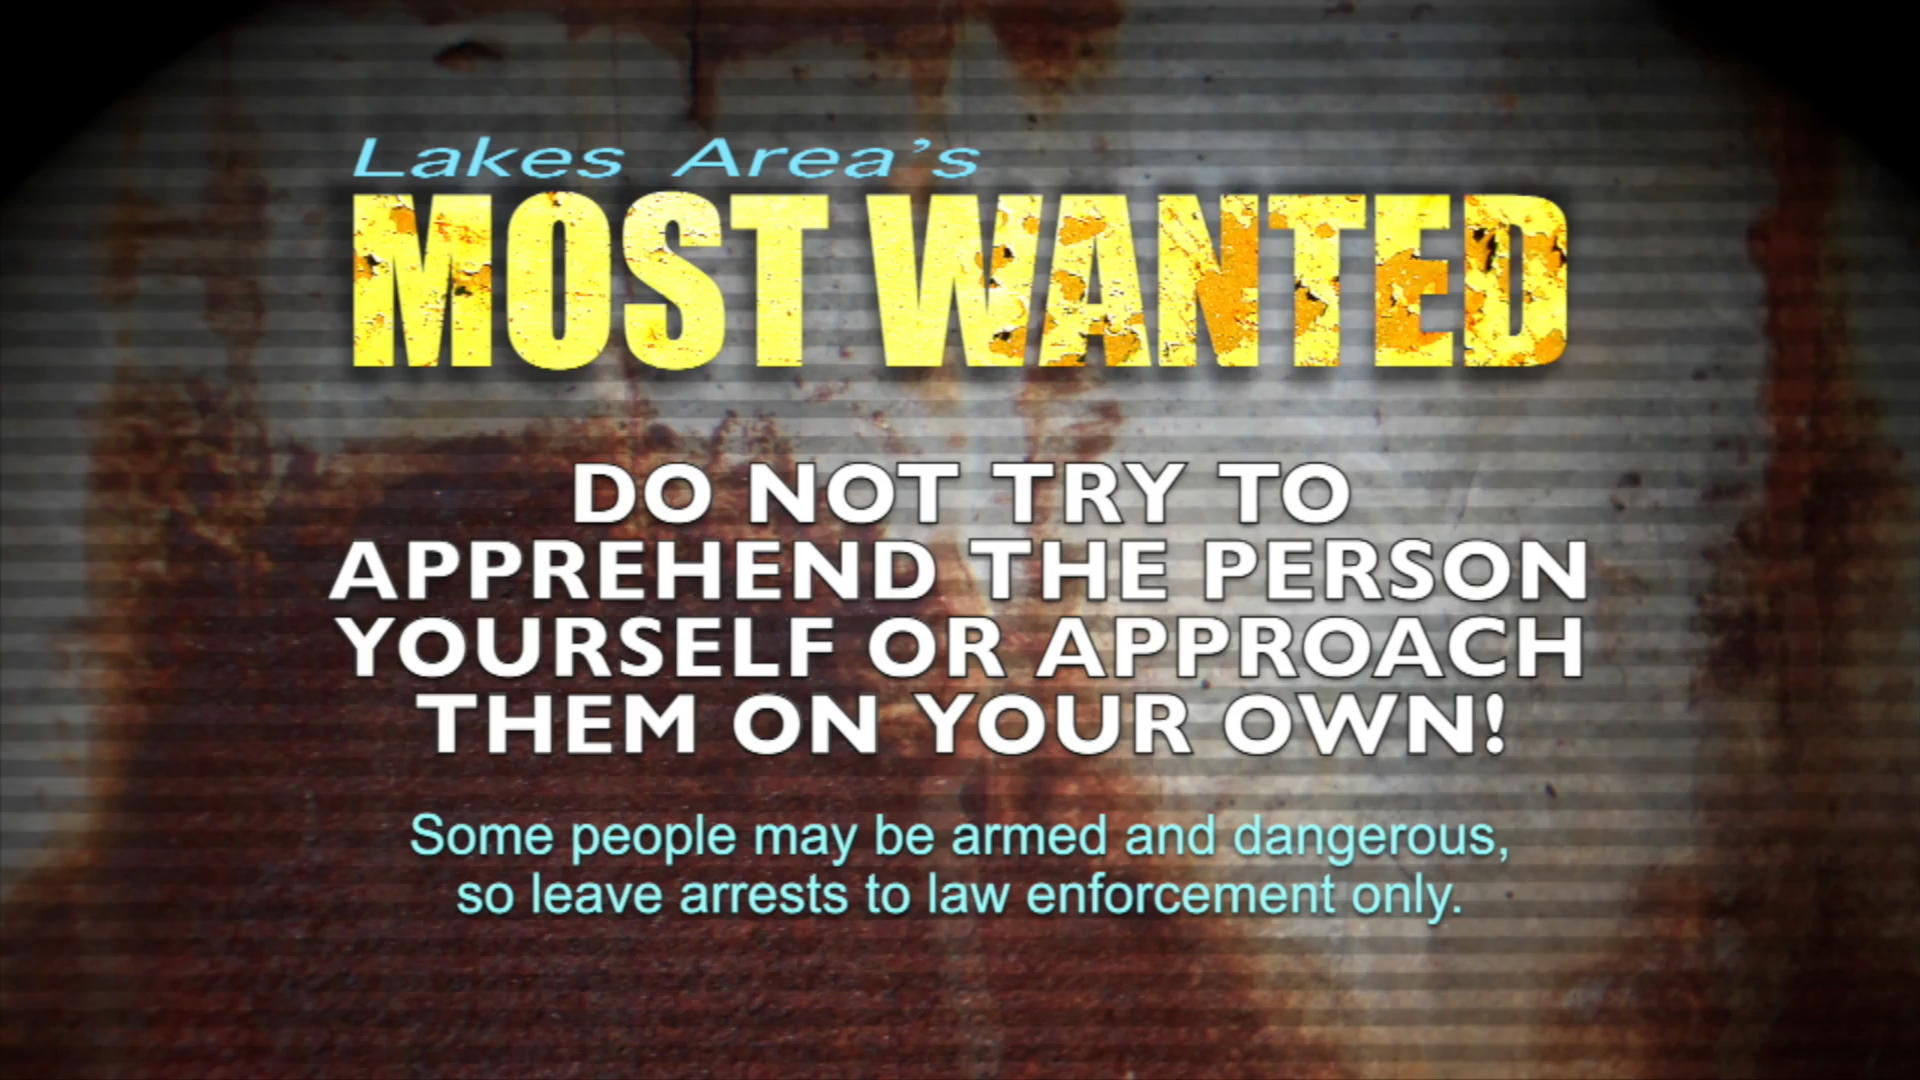 Lakes Area's
MOST WANTED
DO NOT TRY TO
APPREHEND THE PERSON
YOURSELF OR APPROACH
THEM ON YOUR OWN!
Some people may be armed and dangerous,
so leave arrests to law enforcement only.